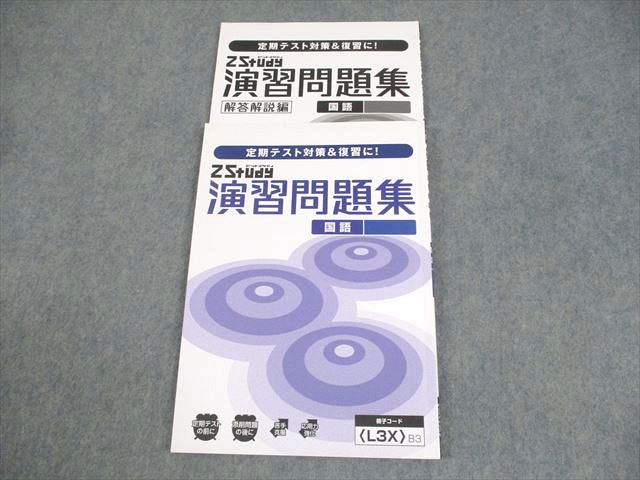 定期テスト対策&復習に!
ZStudy
演習問題集
解答解説編
国語
定期テスト対策&復習に!
ZStudy
演習問題集
国語
定期テスト
の前に
添削問題
の後に
苦手
克服
応用力
強化
冊子コード
〈L3X〉B3